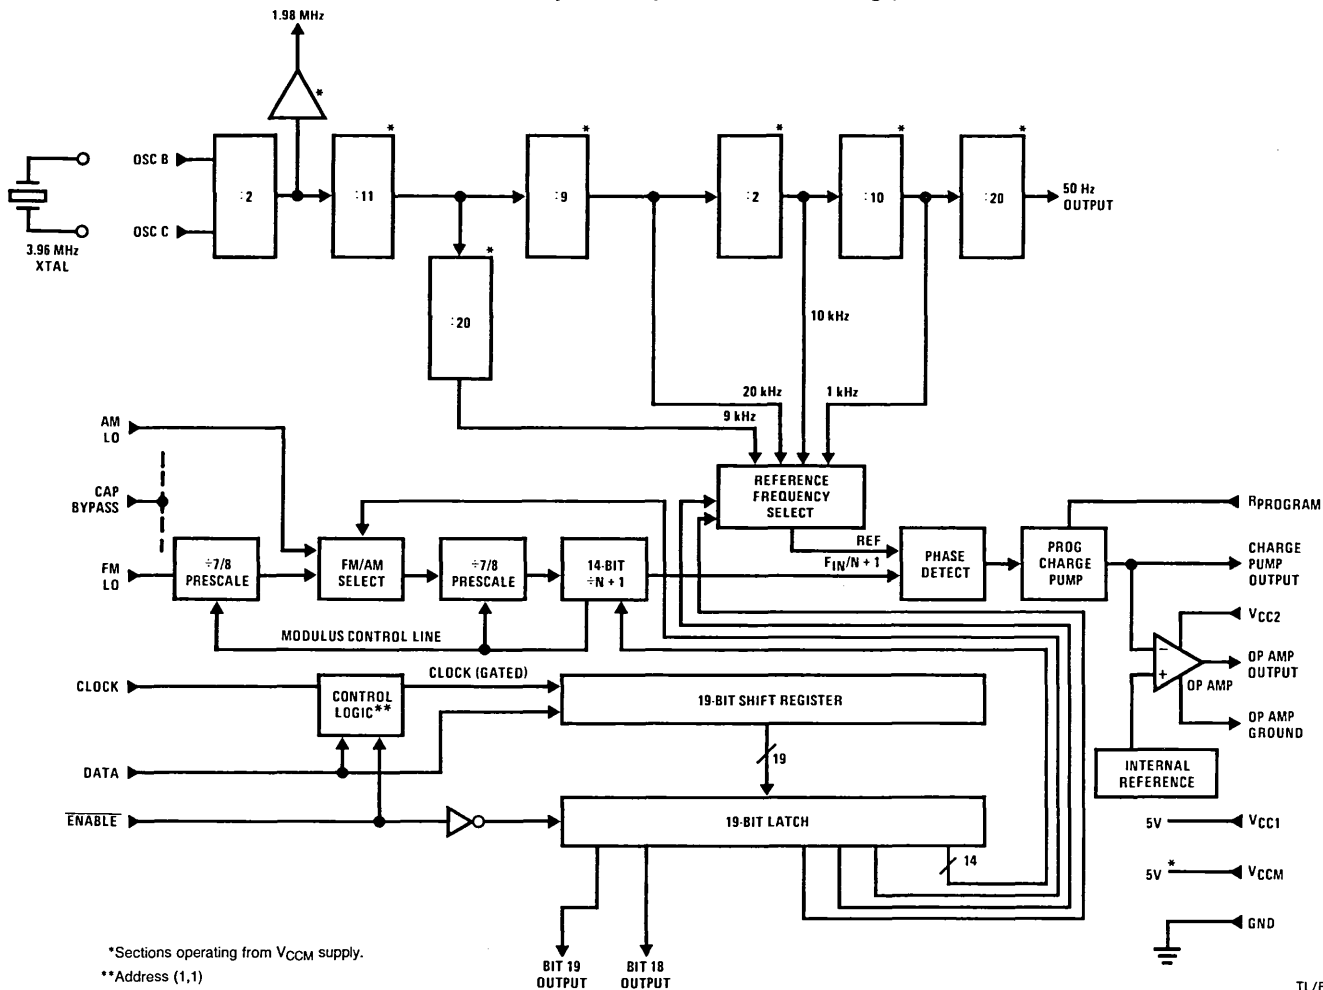 1.98 MHz
*
*
*
*
*
*
OSC B
:2
:11
:9
:2
:10
:20
50 Hz
OUTPUT
OSC C
3.96 MHz
XTAL
*
:20
10 kHz
20 kHz
1 kHz
9 kHz
AM
LO
REFERENCE
FREQUENCY
SELECT
CAP
BYPASS
RPROGRAM
REF
FM
LO
÷7/8
PRESCALE
FM/AM
SELECT
÷7/8
PRESCALE
14-BIT
÷N + 1
FIN/N + 1
PHASE
DETECT
PROG
CHARGE
PUMP
CHARGE
PUMP
OUTPUT
VCC2
MODULUS CONTROL LINE
−
+
OP AMP
OP AMP
OUTPUT
CLOCK
CONTROL
LOGIC**
CLOCK (GATED)
19-BIT SHIFT REGISTER
OP AMP
GROUND
19
DATA
INTERNAL
REFERENCE
ENABLE
19-BIT LATCH
5V
VCC1
14
5V
*
VCCM
GND
*Sections operating from VCCM supply.
**Address (1,1)
BIT 19
OUTPUT
BIT 18
OUTPUT